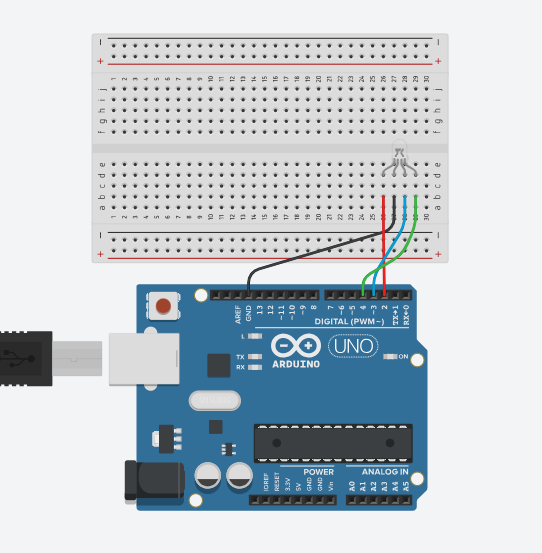 − −
+ +
1 2 3 4 5 6 7 8 9 10 11 12 13 14 15 16 17 18 19 20 21 22 23 24 25 26 27 28 29 30
j j
i i
h h
g g
f f
e e
d d
c c
b b
a a
1 2 3 4 5 6 7 8 9 10 11 12 13 14 15 16 17 18 19 20 21 22 23 24 25 27 30
− −
+ +
AREF
GND
13
12
~11
~10
~9
8
7
~6
~5
4
~3
2
TX→1
RX←0
DIGITAL (PWM~)
L
TX
RX
ARDUINO
UNO
ON
POWER
ANALOG IN
IOREF
RESET
3.3V
5V
GND
GND
Vin
A0
A1
A2
A3
A4
A5